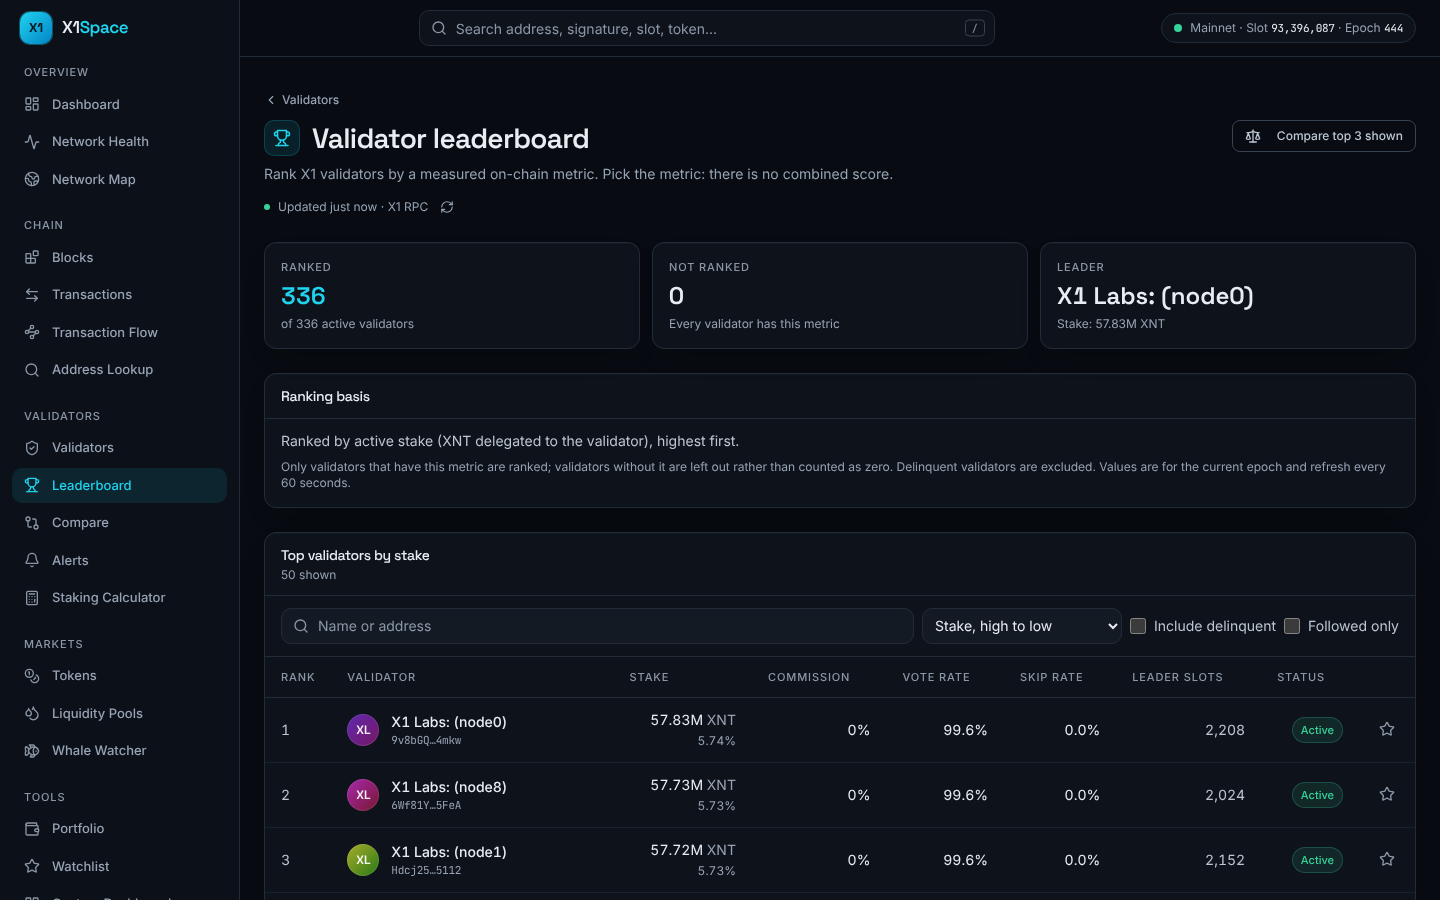 X1 X1Space
Search address, signature, slot, token... /
Mainnet · Slot 93,396,087 · Epoch 444
OVERVIEW
Dashboard
Network Health
Network Map
CHAIN
Blocks
Transactions
Transaction Flow
Address Lookup
VALIDATORS
Validators
Leaderboard
Compare
Alerts
Staking Calculator
MARKETS
Tokens
Liquidity Pools
Whale Watcher
TOOLS
Portfolio
Watchlist
Validators
Validator leaderboard
Compare top 3 shown
Rank X1 validators by a measured on-chain metric. Pick the metric: there is no combined score.
Updated just now · X1 RPC
RANKED
336
of 336 active validators
NOT RANKED
0
Every validator has this metric
LEADER
X1 Labs: (node0)
Stake: 57.83M XNT
Ranking basis
Ranked by active stake (XNT delegated to the validator), highest first.
Only validators that have this metric are ranked; validators without it are left out rather than counted as zero. Delinquent validators are excluded. Values are for the current epoch and refresh every
60 seconds.
Top validators by stake
50 shown
Name or address
Stake, high to low
Include delinquent
Followed only
RANK VALIDATOR STAKE COMMISSION VOTE RATE SKIP RATE LEADER SLOTS STATUS
1 XL X1 Labs: (node0) 57.83M XNT 0% 99.6% 0.0% 2,208 Active
9v8bGQ…4mkw 5.74%
2 XL X1 Labs: (node8) 57.73M XNT 0% 99.6% 0.0% 2,024 Active
6Wf81Y…5FeA 5.73%
3 XL X1 Labs: (node1) 57.72M XNT 0% 99.6% 0.0% 2,152 Active
Hdcj25…5112 5.73%